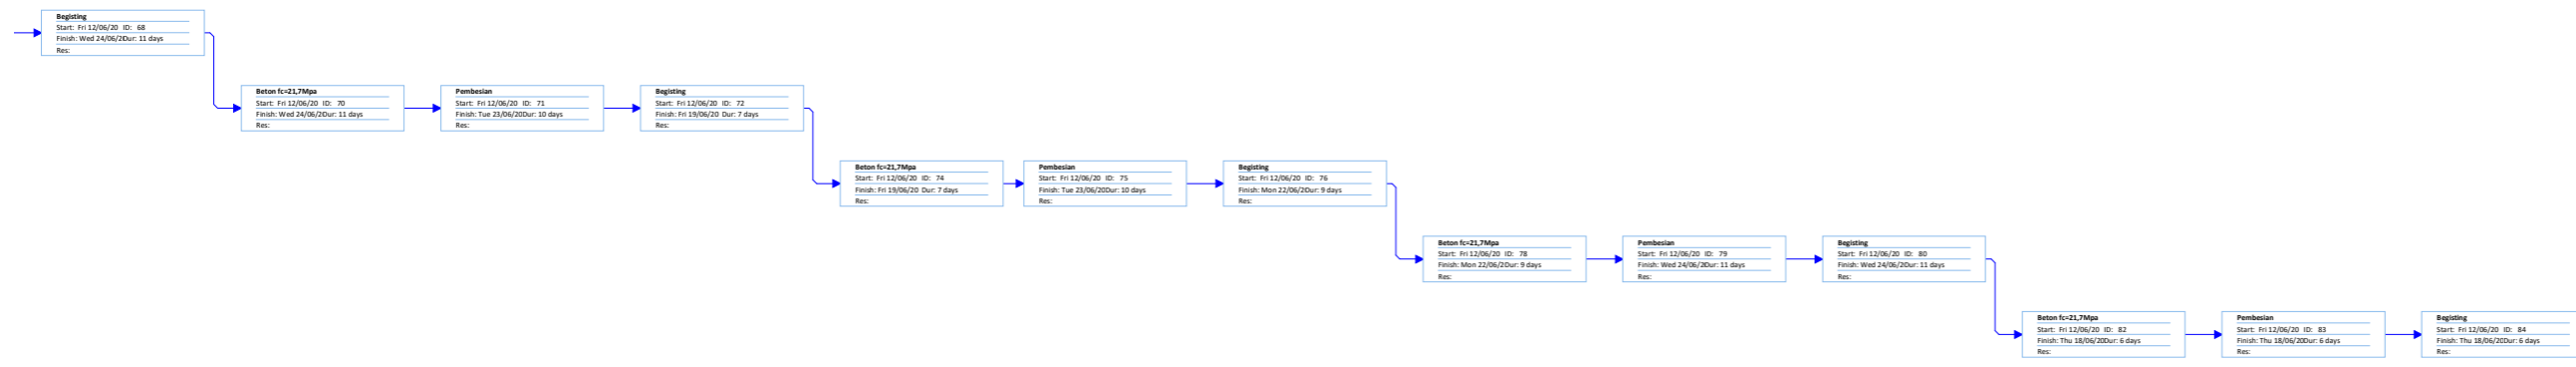 Begisting
Start: Fri 12/06/20 ID: 68
Finish: Wed 24/06/20Dur: 11 days
Res:
Beton fc=21,7Mpa
Start: Fri 12/06/20 ID: 70
Finish: Wed 24/06/20Dur: 11 days
Res:
Pembesian
Start: Fri 12/06/20 ID: 71
Finish: Tue 23/06/20Dur: 10 days
Res:
Begisting
Start: Fri 12/06/20 ID: 72
Finish: Fri 19/06/20 Dur: 7 days
Res:
Beton fc=21,7Mpa
Start: Fri 12/06/20 ID: 74
Finish: Fri 19/06/20 Dur: 7 days
Res:
Pembesian
Start: Fri 12/06/20 ID: 75
Finish: Tue 23/06/20Dur: 10 days
Res:
Begisting
Start: Fri 12/06/20 ID: 76
Finish: Mon 22/06/20Dur: 9 days
Res:
Beton fc=21,7Mpa
Start: Fri 12/06/20 ID: 78
Finish: Mon 22/06/20Dur: 9 days
Res:
Pembesian
Start: Fri 12/06/20 ID: 79
Finish: Wed 24/06/20Dur: 11 days
Res:
Begisting
Start: Fri 12/06/20 ID: 80
Finish: Wed 24/06/20Dur: 11 days
Res:
Beton fc=21,7Mpa
Start: Fri 12/06/20 ID: 82
Finish: Thu 18/06/20Dur: 6 days
Res:
Pembesian
Start: Fri 12/06/20 ID: 83
Finish: Thu 18/06/20Dur: 6 days
Res:
Begisting
Start: Fri 12/06/20 ID: 84
Finish: Thu 18/06/20Dur: 6 days
Res: